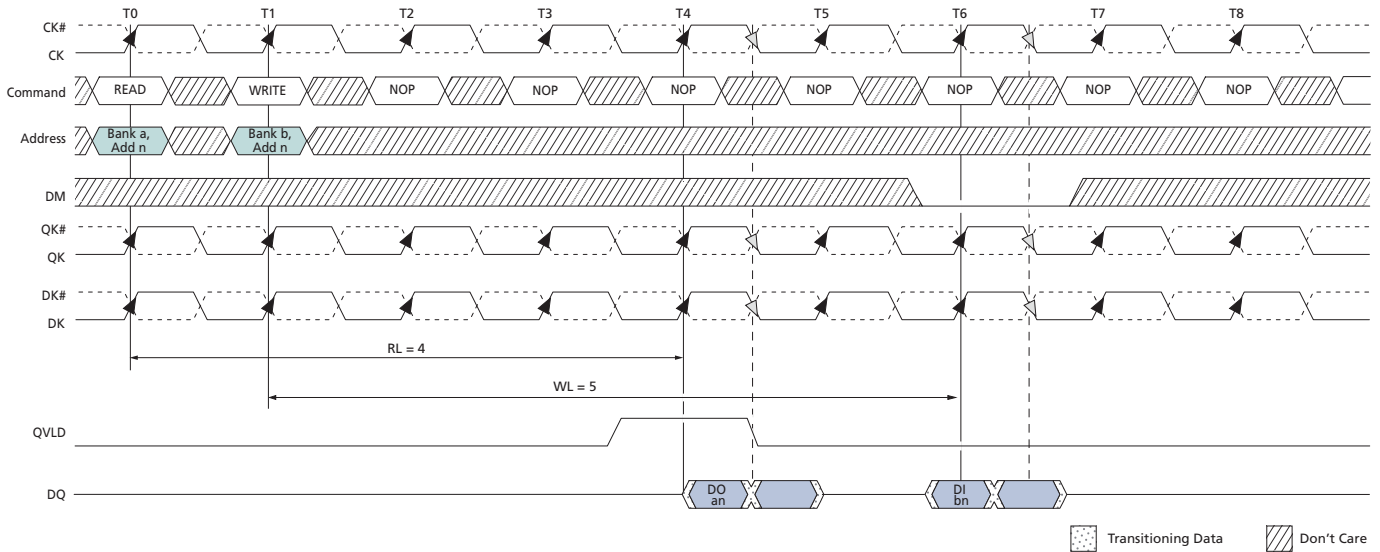 T0 T1 T2 T3 T4 T5 T6 T7 T8
CK#
CK
Command READ WRITE NOP NOP NOP NOP NOP NOP NOP
Address Bank a, Add n Bank b, Add n
DM
QK#
QK
DK#
DK
RL = 4
WL = 5
QVLD
DQ DO an DI bn
Transitioning Data Don't Care